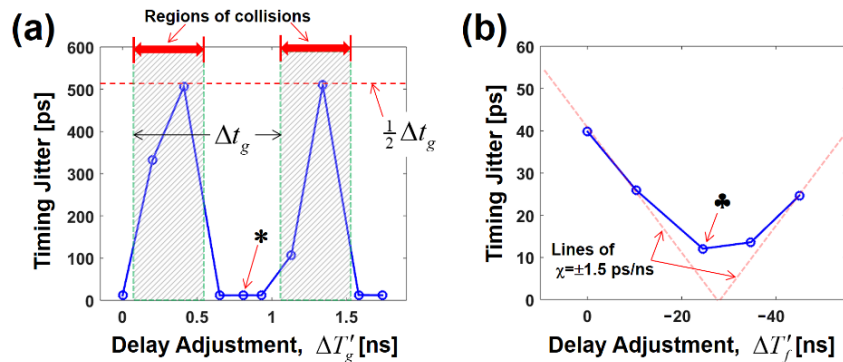 (a)
Regions of collisions
600
500
400
300
200
100
0
Timing Jitter [ps]
Δt_g
½ Δt_g
*
0
0.5
1
1.5
Delay Adjustment, ΔT′_g [ns]
(b)
60
50
40
30
20
10
0
Timing Jitter [ps]
♣
Lines of
χ=±1.5 ps/ns
0
−20
−40
Delay Adjustment, ΔT′_f [ns]